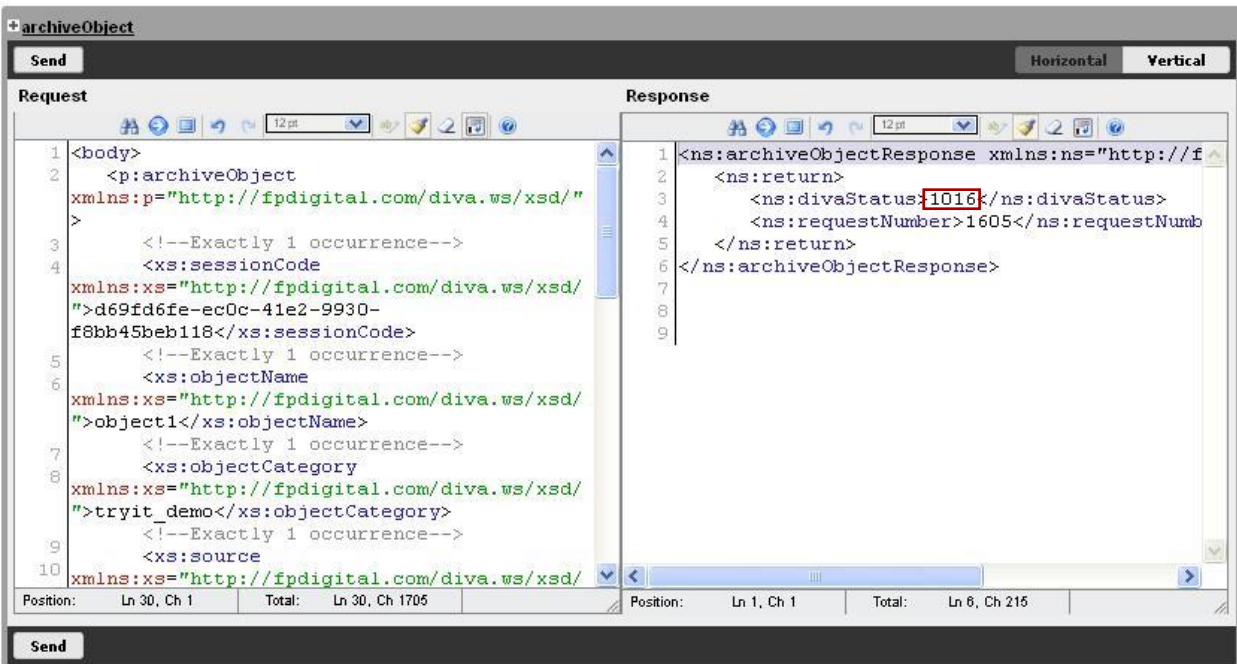 archiveObject
Send
Horizontal Vertical
Request
12 pt
1 <body>
2 <p:archiveObject
xmlns:p="http://fpdigital.com/diva.ws/xsd/"
>
3 <!--Exactly 1 occurrence-->
4 <xs:sessionCode
xmlns:xs="http://fpdigital.com/diva.ws/xsd/
">d69fd6fe-ec0c-41e2-9930-
f8bb45beb118</xs:sessionCode>
5 <!--Exactly 1 occurrence-->
6 <xs:objectName
xmlns:xs="http://fpdigital.com/diva.ws/xsd/
">object1</xs:objectName>
7 <!--Exactly 1 occurrence-->
8 <xs:objectCategory
xmlns:xs="http://fpdigital.com/diva.ws/xsd/
">tryit_demo</xs:objectCategory>
9 <!--Exactly 1 occurrence-->
10 <xs:source
xmlns:xs="http://fpdigital.com/diva.ws/xsd/
Position: Ln 30, Ch 1 Total: Ln 30, Ch 1705
Response
12 pt
1 <ns:archiveObjectResponse xmlns:ns="http://f
2 <ns:return>
3 <ns:divaStatus>1016</ns:divaStatus>
4 <ns:requestNumber>1605</ns:requestNumb
5 </ns:return>
6 </ns:archiveObjectResponse>
7
8
9
Position: Ln 1, Ch 1 Total: Ln 6, Ch 215
Send